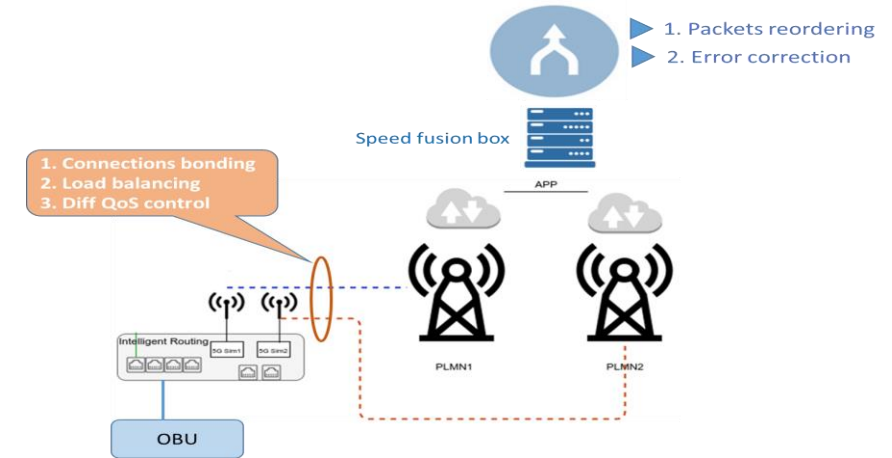 1. Packets reordering
2. Error correction
Speed fusion box
1. Connections bonding
2. Load balancing
3. Diff QoS control
APP
Intelligent Routing
5G Sim1
5G Sim2
PLMN1
PLMN2
OBU